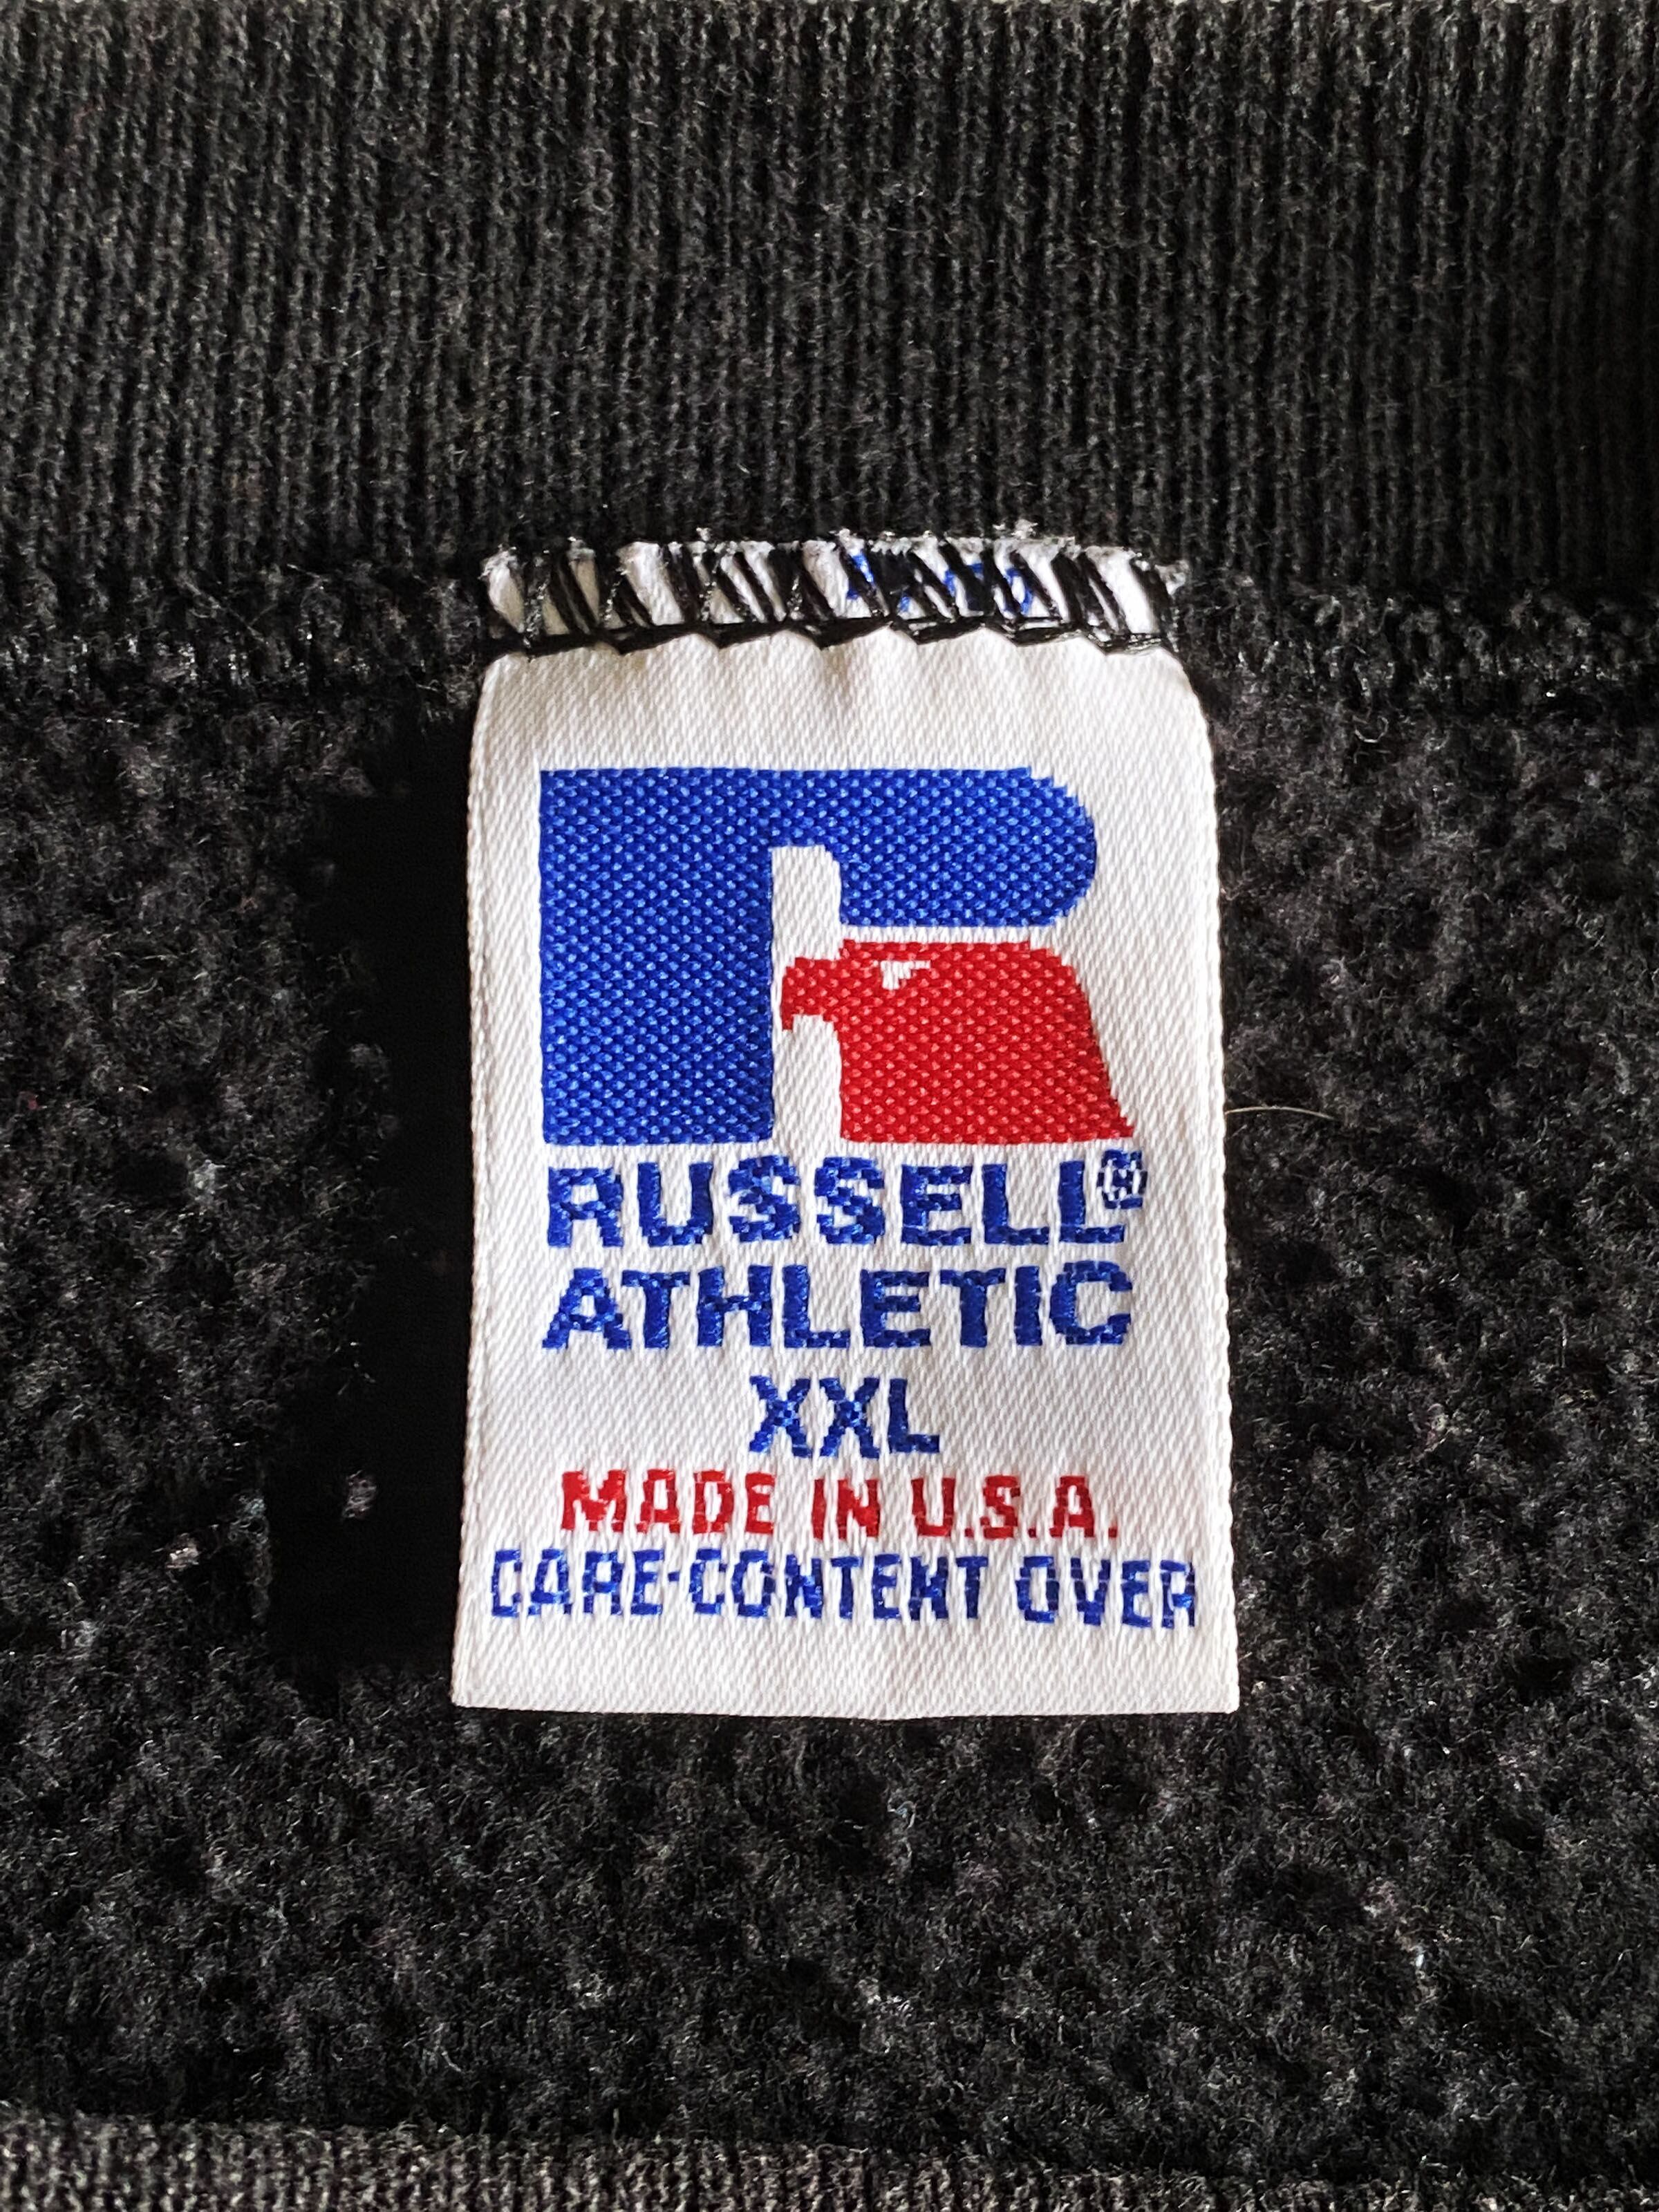 RUSSELL®
ATHLETIC
XXL
MADE IN U.S.A.
CARE-CONTENT OVER